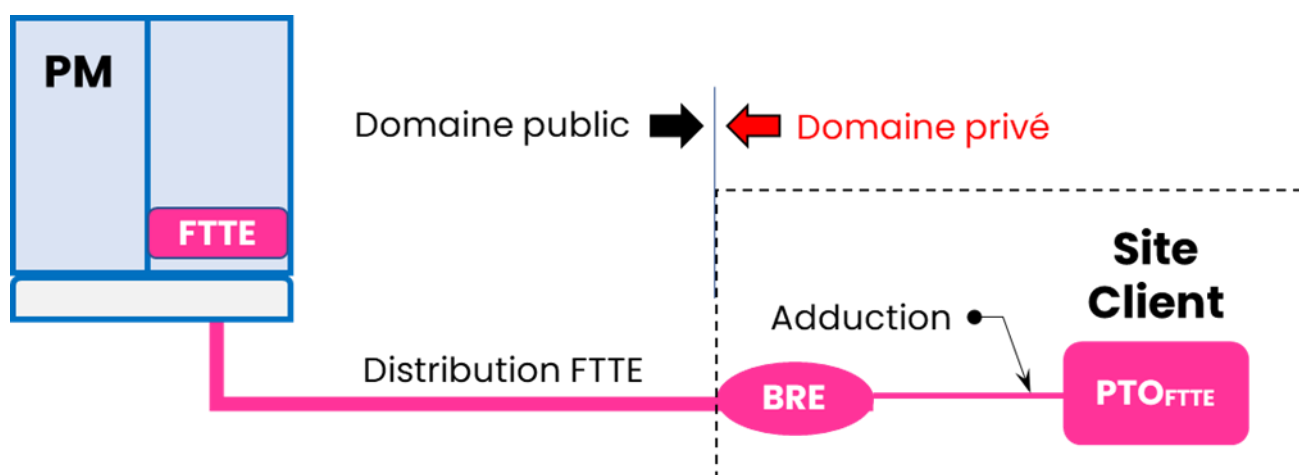 PM
FTTE
Domaine public
Domaine privé
Site
Client
Adduction
Distribution FTTE
BRE
PTOFTTE